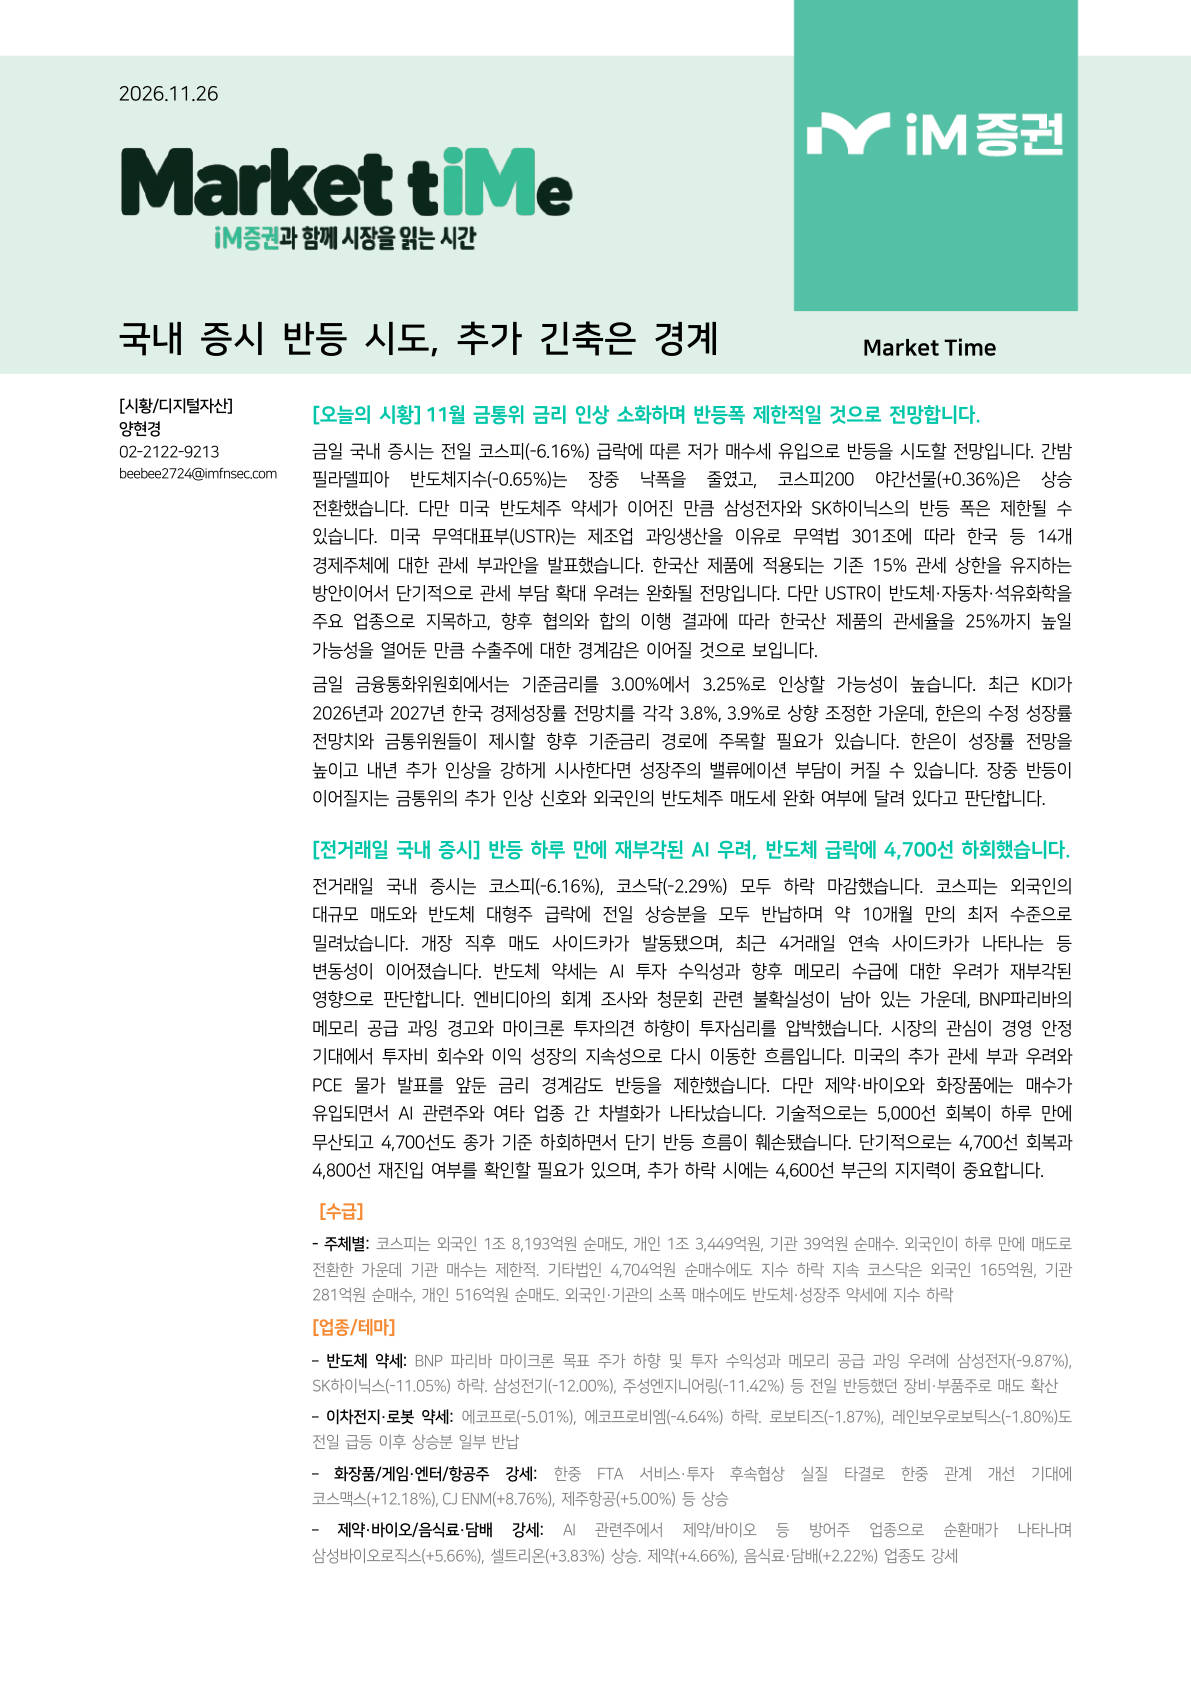 2026.11.26
iM증권
Market tiMe
iM증권과 함께 시장을 읽는 시간
국내 증시 반등 시도, 추가 긴축은 경계
Market Time
[시황/디지털자산]
양현경
02-2122-9213
beebee2724@imfnsec.com
[오늘의 시황] 11월 금통위 금리 인상 소화하며 반등폭 제한적일 것으로 전망합니다.
금일 국내 증시는 전일 코스피(-6.16%) 급락에 따른 저가 매수세 유입으로 반등을 시도할 전망입니다. 간밤
필라델피아 반도체지수(-0.65%)는 장중 낙폭을 줄였고, 코스피200 야간선물(+0.36%)은 상승
전환했습니다. 다만 미국 반도체주 약세가 이어진 만큼 삼성전자와 SK하이닉스의 반등 폭은 제한될 수
있습니다. 미국 무역대표부(USTR)는 제조업 과잉생산을 이유로 무역법 301조에 따라 한국 등 14개
경제주체에 대한 관세 부과안을 발표했습니다. 한국산 제품에 적용되는 기존 15% 관세 상한을 유지하는
방안이어서 단기적으로 관세 부담 확대 우려는 완화될 전망입니다. 다만 USTR이 반도체·자동차·석유화학을
주요 업종으로 지목하고, 향후 협의와 합의 이행 결과에 따라 한국산 제품의 관세율을 25%까지 높일
가능성을 열어둔 만큼 수출주에 대한 경계감은 이어질 것으로 보입니다.
금일 금융통화위원회에서는 기준금리를 3.00%에서 3.25%로 인상할 가능성이 높습니다. 최근 KDI가
2026년과 2027년 한국 경제성장률 전망치를 각각 3.8%, 3.9%로 상향 조정한 가운데, 한은의 수정 성장률
전망치와 금통위원들이 제시할 향후 기준금리 경로에 주목할 필요가 있습니다. 한은이 성장률 전망을
높이고 내년 추가 인상을 강하게 시사한다면 성장주의 밸류에이션 부담이 커질 수 있습니다. 장중 반등이
이어질지는 금통위의 추가 인상 신호와 외국인의 반도체주 매도세 완화 여부에 달려 있다고 판단합니다.
[전거래일 국내 증시] 반등 하루 만에 재부각된 AI 우려, 반도체 급락에 4,700선 하회했습니다.
전거래일 국내 증시는 코스피(-6.16%), 코스닥(-2.29%) 모두 하락 마감했습니다. 코스피는 외국인의
대규모 매도와 반도체 대형주 급락에 전일 상승분을 모두 반납하며 약 10개월 만의 최저 수준으로
밀려났습니다. 개장 직후 매도 사이드카가 발동됐으며, 최근 4거래일 연속 사이드카가 나타나는 등
변동성이 이어졌습니다. 반도체 약세는 AI 투자 수익성과 향후 메모리 수급에 대한 우려가 재부각된
영향으로 판단합니다. 엔비디아의 회계 조사와 청문회 관련 불확실성이 남아 있는 가운데, BNP파리바의
메모리 공급 과잉 경고와 마이크론 투자의견 하향이 투자심리를 압박했습니다. 시장의 관심이 경영 안정
기대에서 투자비 회수와 이익 성장의 지속성으로 다시 이동한 흐름입니다. 미국의 추가 관세 부과 우려와
PCE 물가 발표를 앞둔 금리 경계감도 반등을 제한했습니다. 다만 제약·바이오와 화장품에는 매수가
유입되면서 AI 관련주와 여타 업종 간 차별화가 나타났습니다. 기술적으로는 5,000선 회복이 하루 만에
무산되고 4,700선도 종가 기준 하회하면서 단기 반등 흐름이 훼손됐습니다. 단기적으로는 4,700선 회복과
4,800선 재진입 여부를 확인할 필요가 있으며, 추가 하락 시에는 4,600선 부근의 지지력이 중요합니다.
[수급]
- 주체별: 코스피는 외국인 1조 8,193억원 순매도, 개인 1조 3,449억원, 기관 39억원 순매수. 외국인이 하루 만에 매도로
전환한 가운데 기관 매수는 제한적. 기타법인 4,704억원 순매수에도 지수 하락 지속 코스닥은 외국인 165억원, 기관
281억원 순매수, 개인 516억원 순매도. 외국인·기관의 소폭 매수에도 반도체·성장주 약세에 지수 하락
[업종/테마]
- 반도체 약세: BNP 파리바 마이크론 목표 주가 하향 및 투자 수익성과 메모리 공급 과잉 우려에 삼성전자(-9.87%),
SK하이닉스(-11.05%) 하락. 삼성전기(-12.00%), 주성엔지니어링(-11.42%) 등 전일 반등했던 장비·부품주로 매도 확산
- 이차전지·로봇 약세: 에코프로(-5.01%), 에코프로비엠(-4.64%) 하락. 로보티즈(-1.87%), 레인보우로보틱스(-1.80%)도
전일 급등 이후 상승분 일부 반납
- 화장품/게임·엔터/항공주 강세: 한중 FTA 서비스·투자 후속협상 실질 타결로 한중 관계 개선 기대에
코스맥스(+12.18%), CJ ENM(+8.76%), 제주항공(+5.00%) 등 상승
- 제약·바이오/음식료·담배 강세: AI 관련주에서 제약/바이오 등 방어주 업종으로 순환매가 나타나며
삼성바이오로직스(+5.66%), 셀트리온(+3.83%) 상승. 제약(+4.66%), 음식료·담배(+2.22%) 업종도 강세